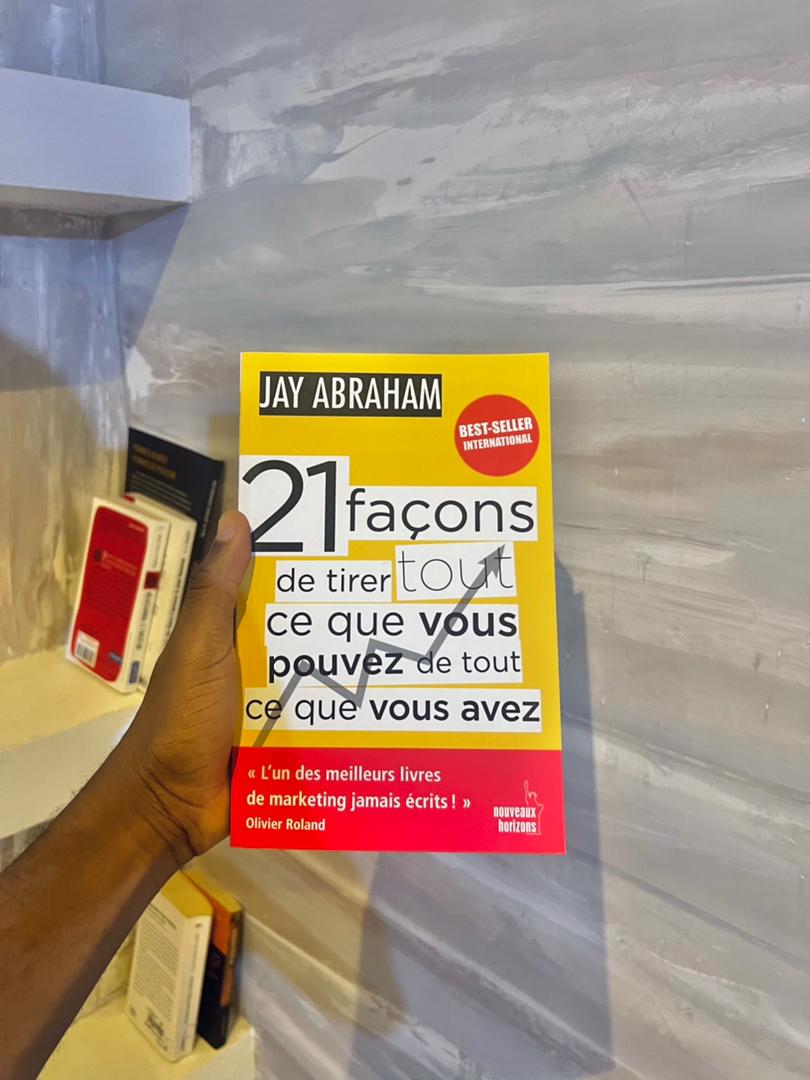 JAY ABRAHAM
BEST-SELLER
INTERNATIONAL
21 façons
de tirer tout
ce que vous
pouvez de tout
ce que vous avez
« L'un des meilleurs livres
de marketing jamais écrits ! »
Olivier Roland
nouveaux
horizons